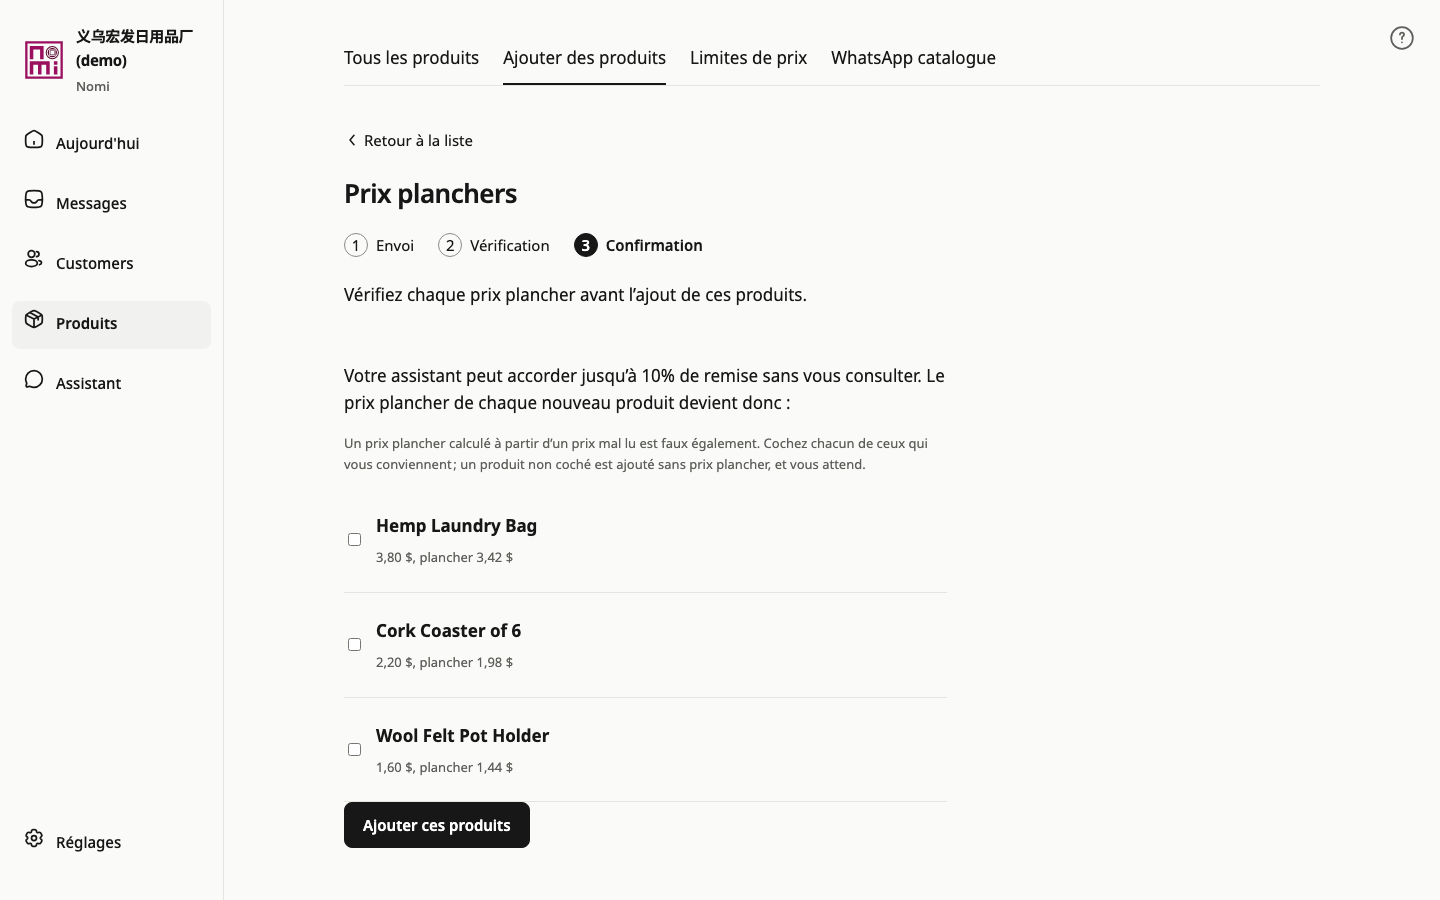 义乌宏发日用品厂
(demo)
Nomi
Aujourd'hui
Messages
Customers
Produits
Assistant
Réglages
Tous les produits
Ajouter des produits
Limites de prix
WhatsApp catalogue
?
Retour à la liste
Prix planchers
1 Envoi
2 Vérification
3 Confirmation
Vérifiez chaque prix plancher avant l’ajout de ces produits.
Votre assistant peut accorder jusqu’à 10% de remise sans vous consulter. Le
prix plancher de chaque nouveau produit devient donc :
Un prix plancher calculé à partir d’un prix mal lu est faux également. Cochez chacun de ceux qui
vous conviennent ; un produit non coché est ajouté sans prix plancher, et vous attend.
Hemp Laundry Bag
3,80 $, plancher 3,42 $
Cork Coaster of 6
2,20 $, plancher 1,98 $
Wool Felt Pot Holder
1,60 $, plancher 1,44 $
Ajouter ces produits